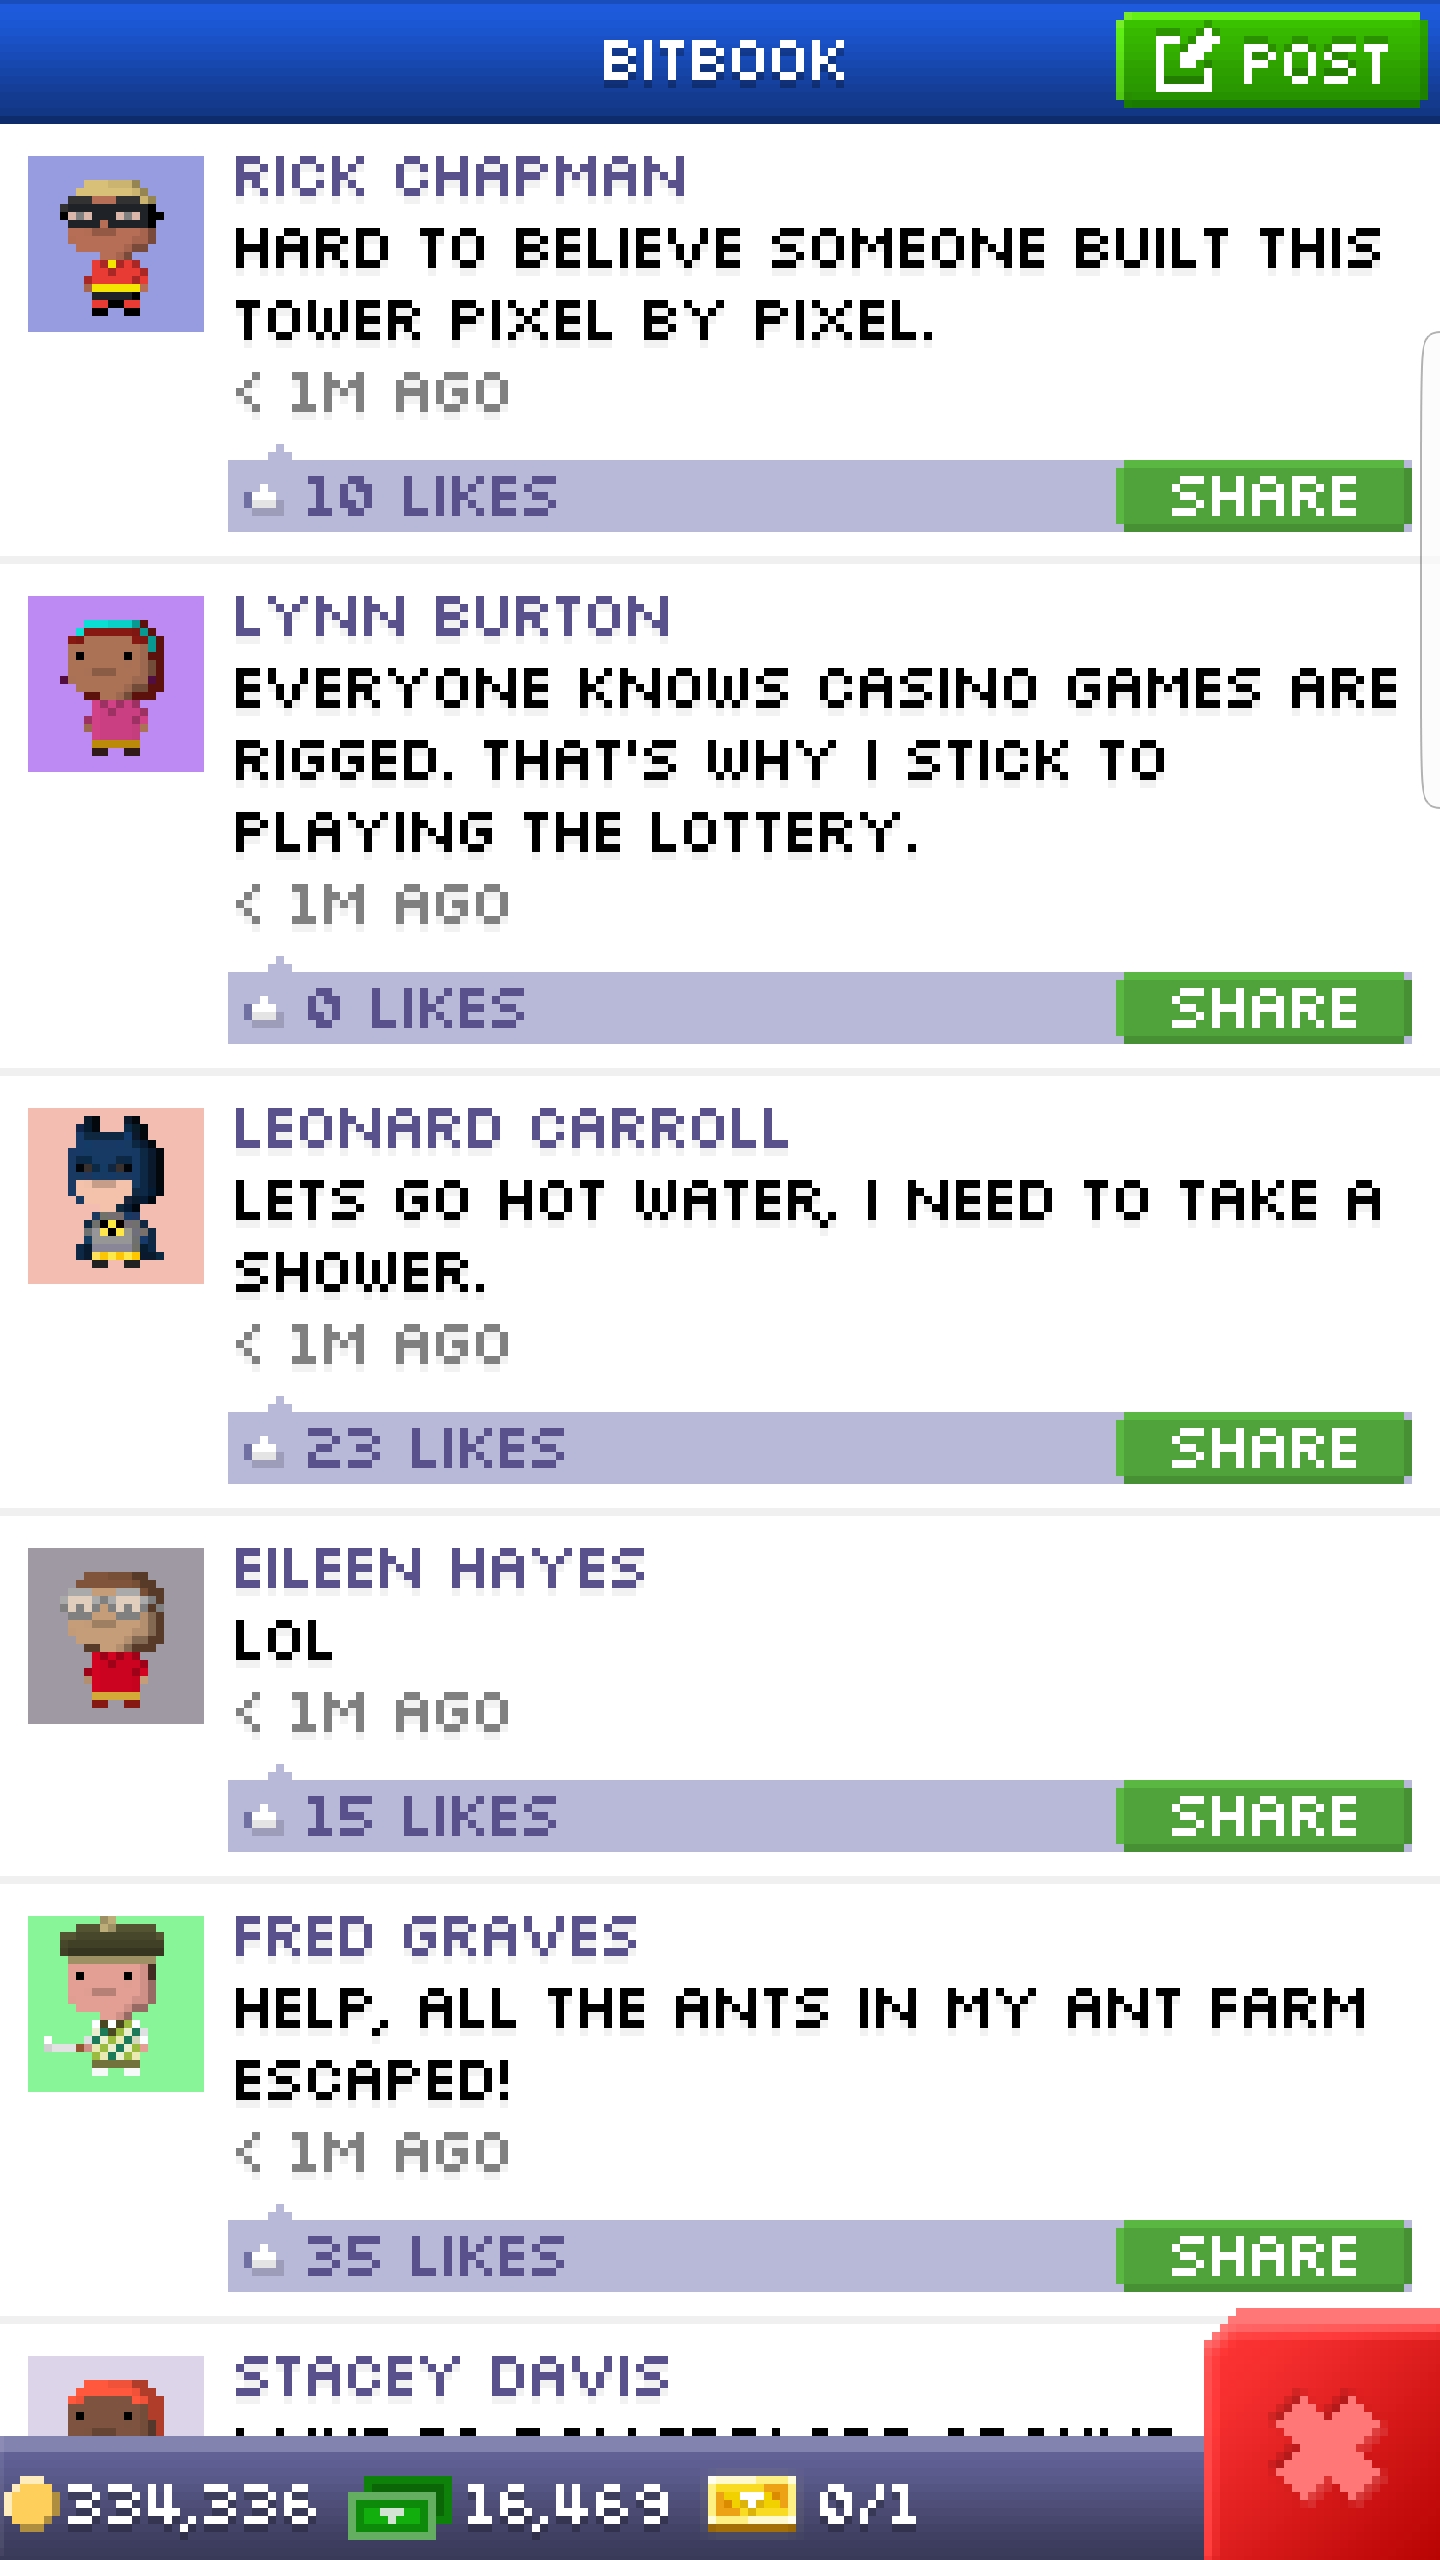 BITBOOK
POST
RICK CHAPMAN
HARD TO BELIEVE SOMEONE BUILT THIS
TOWER PIXEL BY PIXEL.
< 1M AGO
10 LIKES
SHARE
LYNN BURTON
EVERYONE KNOWS CASINO GAMES ARE
RIGGED. THAT'S WHY I STICK TO
PLAYING THE LOTTERY.
< 1M AGO
0 LIKES
SHARE
LEONARD CARROLL
LETS GO HOT WATER, I NEED TO TAKE A
SHOWER.
< 1M AGO
23 LIKES
SHARE
EILEEN HAYES
LOL
< 1M AGO
15 LIKES
SHARE
FRED GRAVES
HELP, ALL THE ANTS IN MY ANT FARM
ESCAPED!
< 1M AGO
35 LIKES
SHARE
STACEY DAVIS
334,336
16,469
0/1